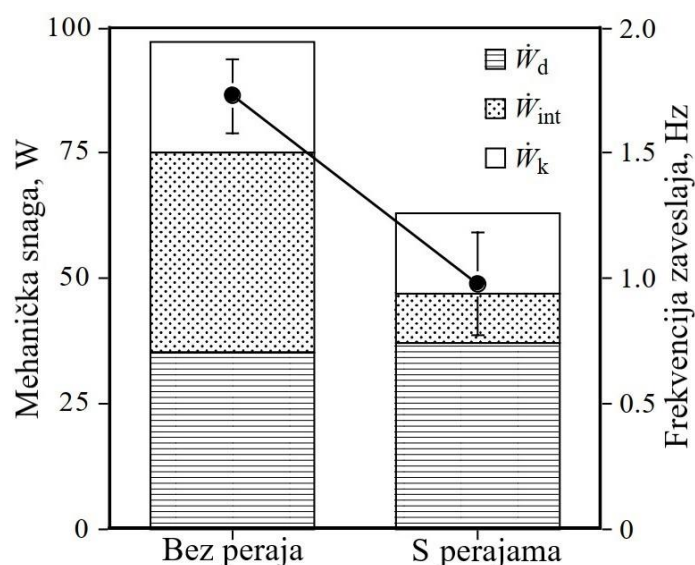 Mehanička snaga, W
100
75
50
25
0
Ẇd
Ẇint
Ẇk
2.0
1.5
1.0
0.5
0
Frekvencija zaveslaja, Hz
Bez peraja
S perajama